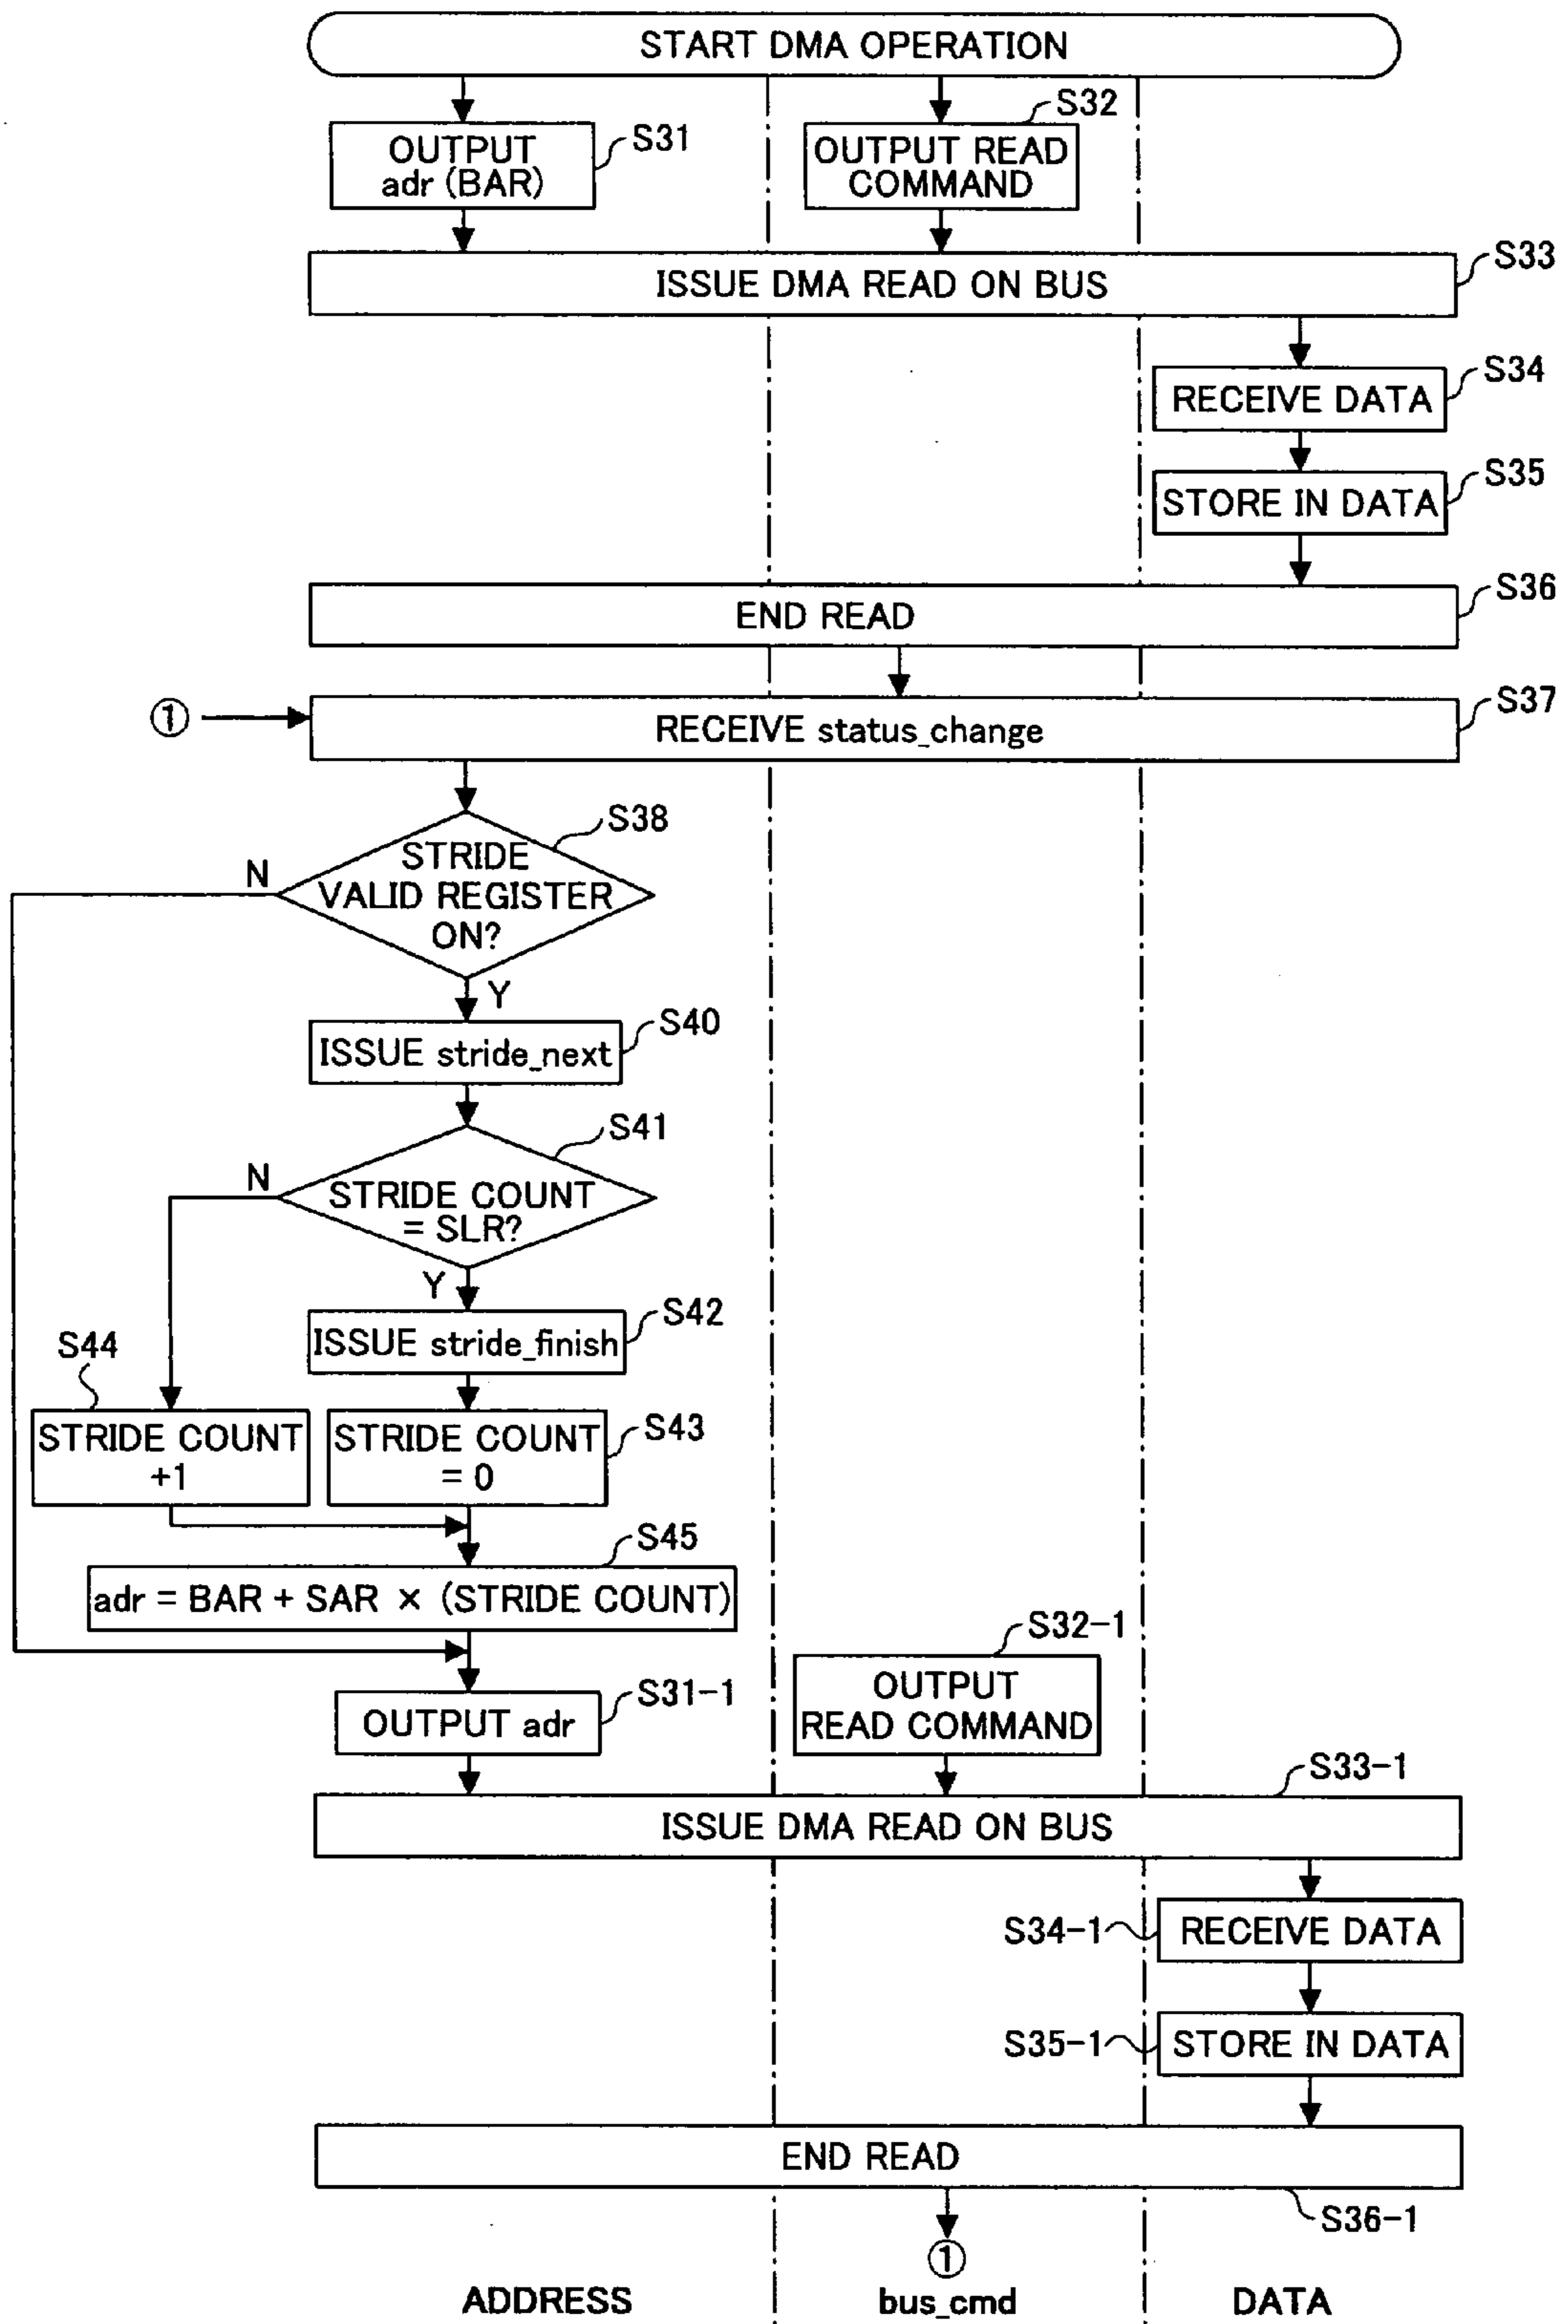 START DMA OPERATION
S31
S32
OUTPUT
adr (BAR)
OUTPUT READ
COMMAND
S33
ISSUE DMA READ ON BUS
S34
RECEIVE DATA
S35
STORE IN DATA
S36
END READ
S37
①
RECEIVE status_change
S38
N
STRIDE
VALID REGISTER
ON?
Y
S40
ISSUE stride_next
S41
N
STRIDE COUNT
= SLR?
Y
S42
ISSUE stride_finish
S44
STRIDE COUNT
+1
S43
STRIDE COUNT
= 0
S45
adr = BAR + SAR × (STRIDE COUNT)
S32-1
OUTPUT
READ COMMAND
S31-1
OUTPUT adr
S33-1
ISSUE DMA READ ON BUS
S34-1
RECEIVE DATA
S35-1
STORE IN DATA
END READ
S36-1
①
ADDRESS
bus_cmd
DATA